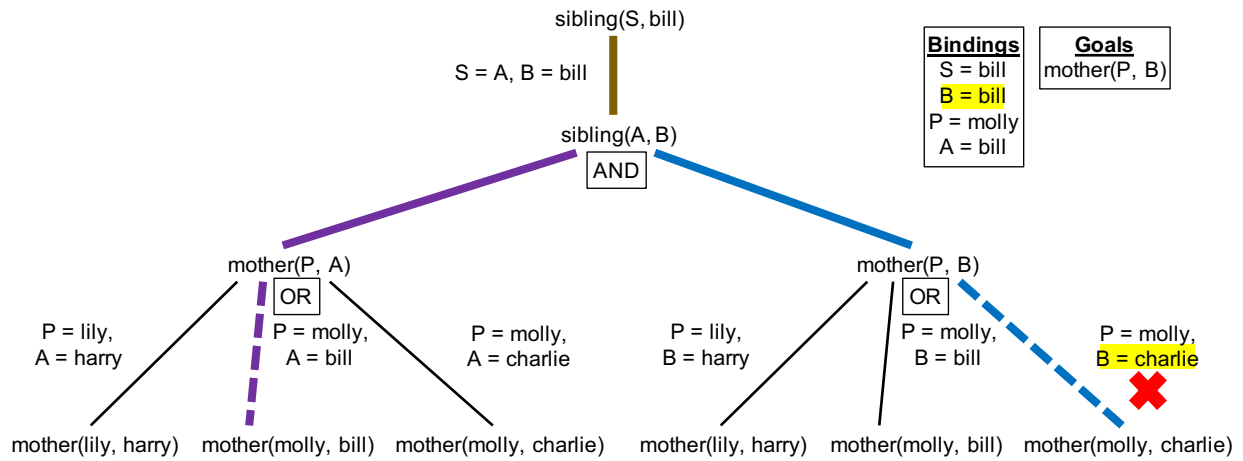 sibling(S, bill)
S = A, B = bill
Bindings
S = bill
B = bill
P = molly
A = bill
Goals
mother(P, B)
sibling(A, B)
AND
mother(P, A)
OR
P = lily,
A = harry
P = molly,
A = bill
P = molly,
A = charlie
mother(P, B)
OR
P = lily,
B = harry
P = molly,
B = bill
P = molly,
B = charlie
mother(lily, harry)
mother(molly, bill)
mother(molly, charlie)
mother(lily, harry)
mother(molly, bill)
mother(molly, charlie)